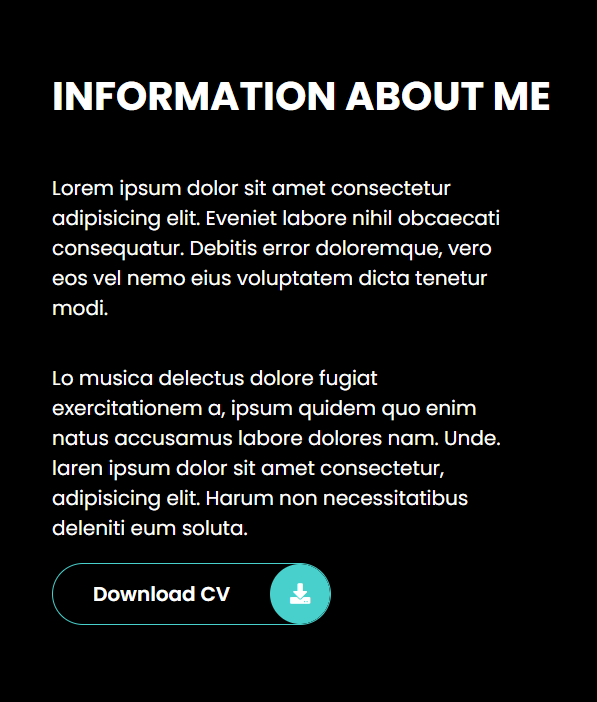 INFORMATION ABOUT ME
Lorem ipsum dolor sit amet consectetur
adipisicing elit. Eveniet labore nihil obcaecati
consequatur. Debitis error doloremque, vero
eos vel nemo eius voluptatem dicta tenetur
modi.
Lo musica delectus dolore fugiat
exercitationem a, ipsum quidem quo enim
natus accusamus labore dolores nam. Unde.
laren ipsum dolor sit amet consectetur,
adipisicing elit. Harum non necessitatibus
deleniti eum soluta.
Download CV